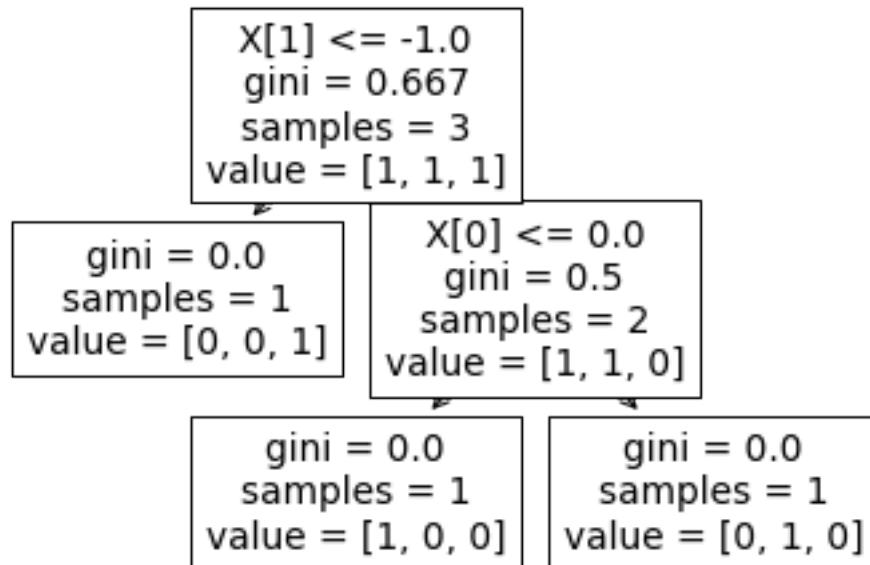 X[1] <= -1.0
gini = 0.667
samples = 3
value = [1, 1, 1]
gini = 0.0
samples = 1
value = [0, 0, 1]
X[0] <= 0.0
gini = 0.5
samples = 2
value = [1, 1, 0]
gini = 0.0
samples = 1
value = [1, 0, 0]
gini = 0.0
samples = 1
value = [0, 1, 0]